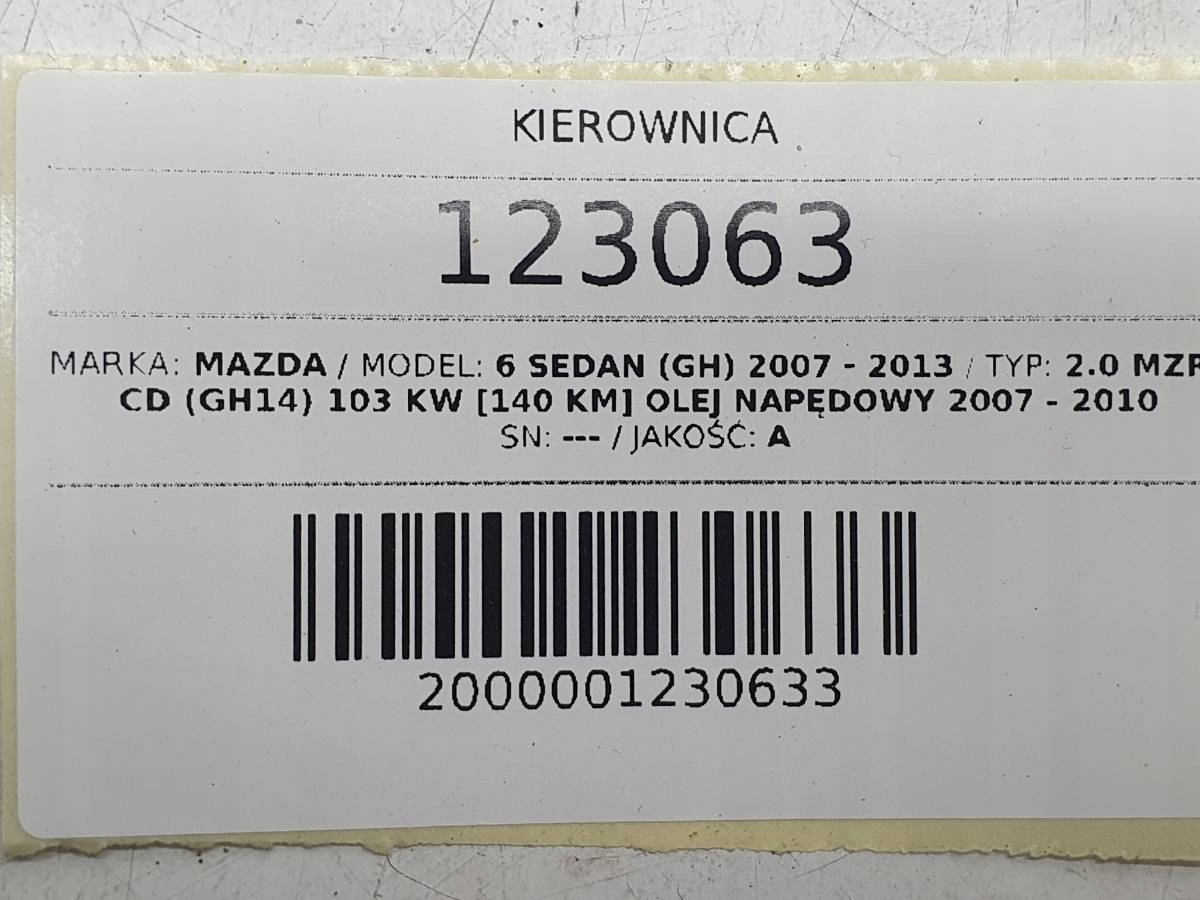 KIEROWNICA
123063
MARKA: MAZDA / MODEL: 6 SEDAN (GH) 2007 - 2013 / TYP: 2.0 MZR
CD (GH14) 103 KW [140 KM] OLEJ NAPĘDOWY 2007 - 2010
SN: --- / JAKOŚĆ: A
2000001230633